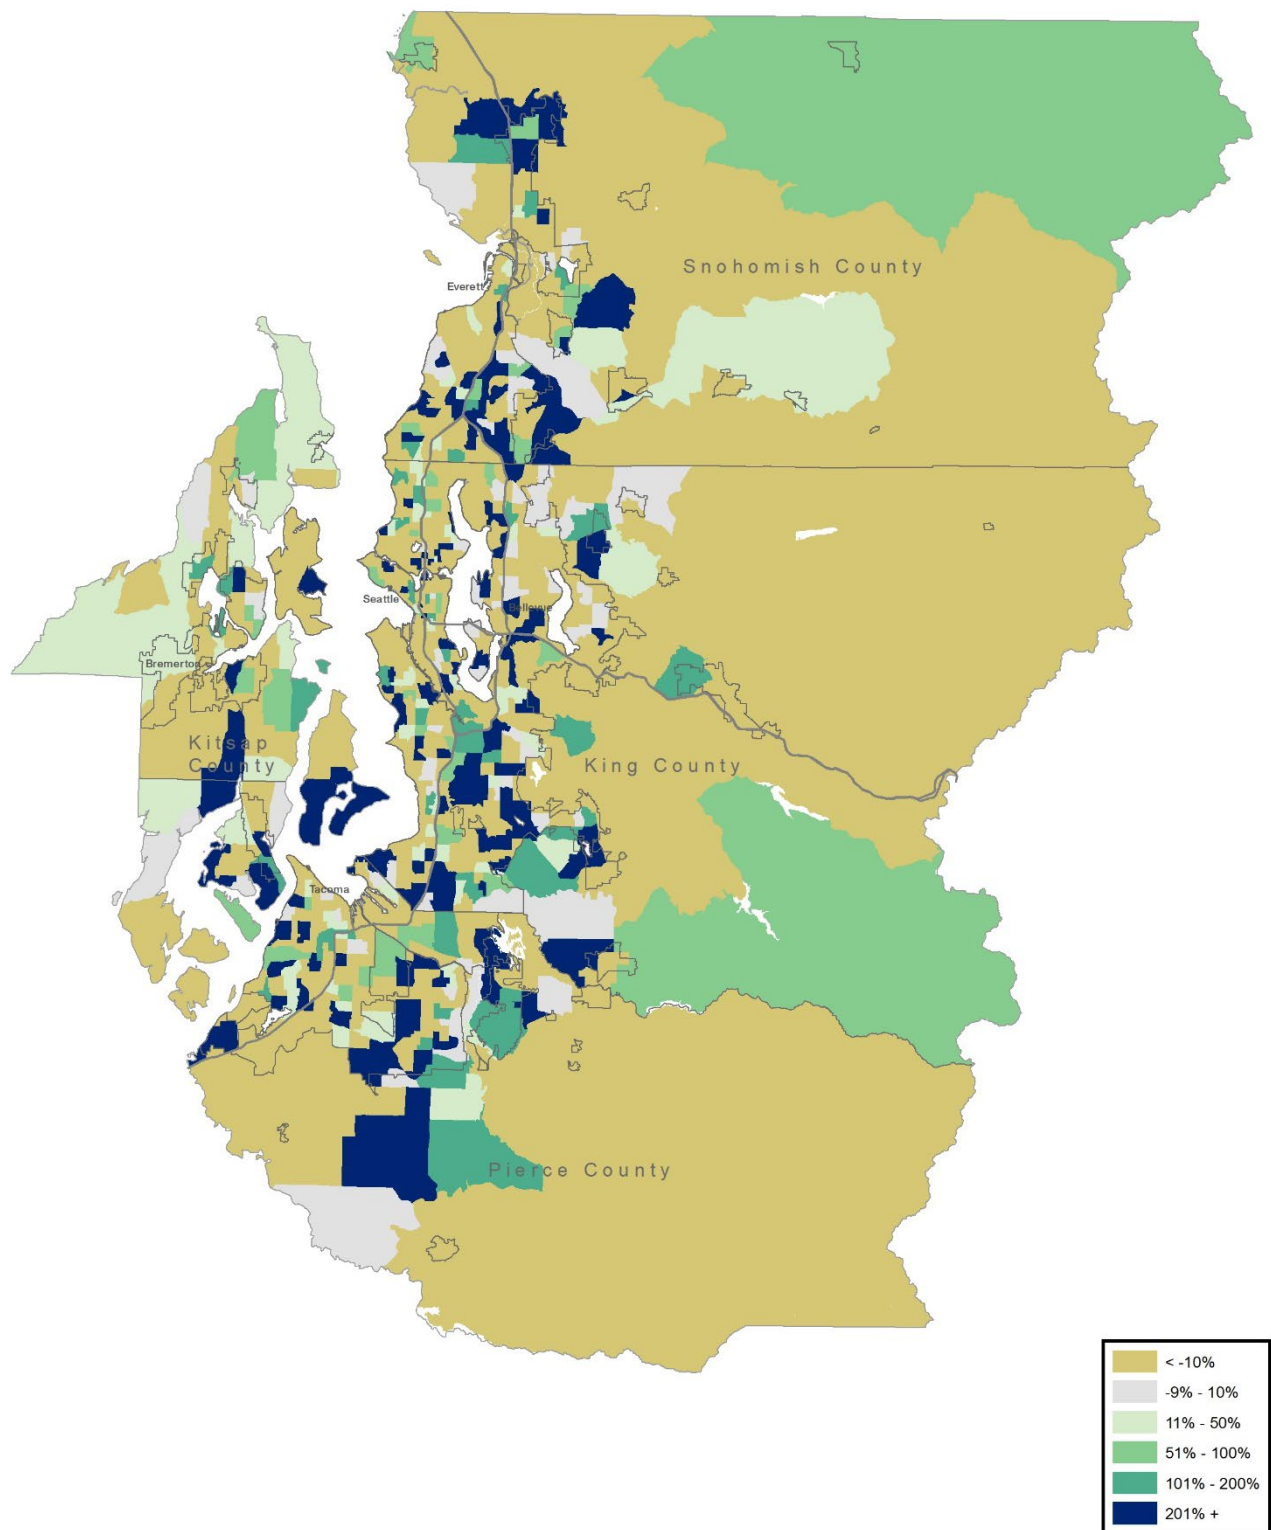 Snohomish County
Everett
Seattle
Bellevue
Bremerton
Kitsap
County
King County
Tacoma
Pierce County
< -10%
-9% - 10%
11% - 50%
51% - 100%
101% - 200%
201% +